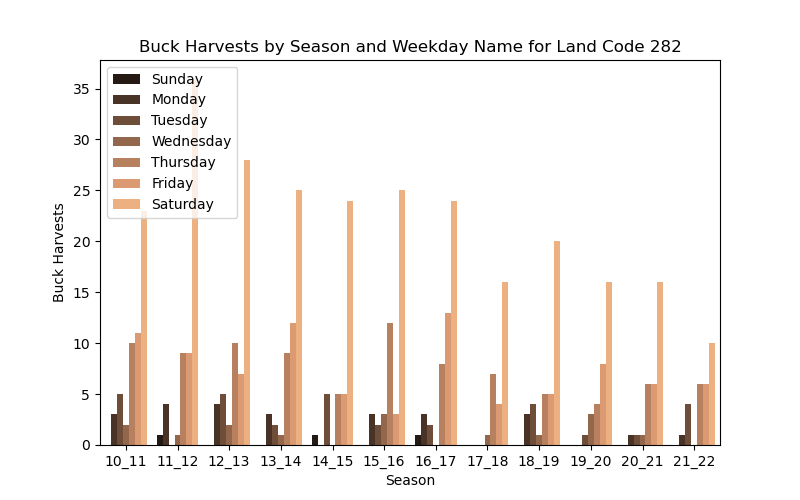 Buck Harvests by Season and Weekday Name for Land Code 282
Sunday
Monday
Tuesday
Wednesday
Thursday
Friday
Saturday
35
30
25
20
15
10
5
0
Buck Harvests
10_11 11_12 12_13 13_14 14_15 15_16 16_17 17_18 18_19 19_20 20_21 21_22
Season